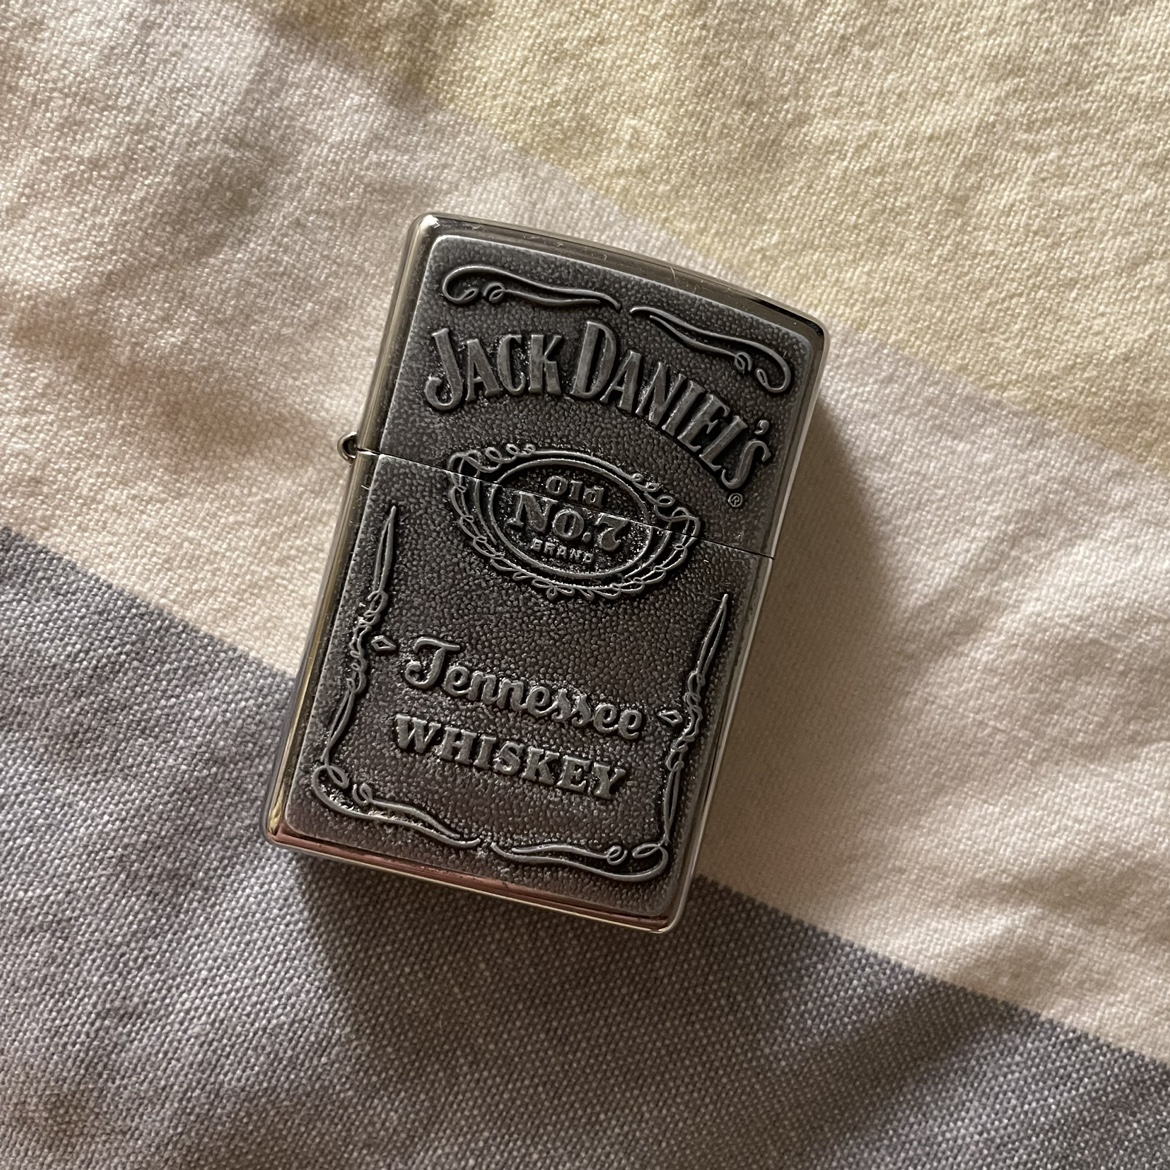 JACK DANIEL'S®
Old
No.7
BRAND
Tennessee
WHISKEY